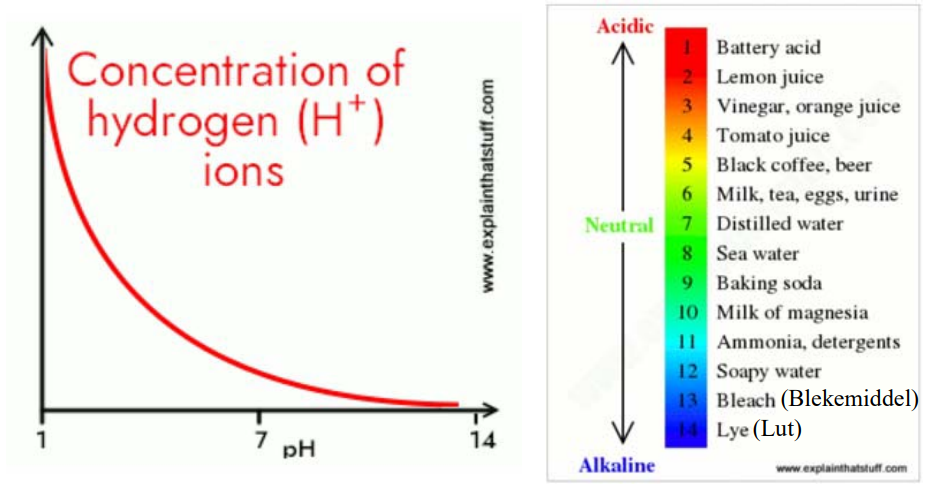 Concentration of
hydrogen (H+)
ions
www.explainthatstuff.com
1
7
pH
14
Acidic
Neutral
Alkaline
1 Battery acid
2 Lemon juice
3 Vinegar, orange juice
4 Tomato juice
5 Black coffee, beer
6 Milk, tea, eggs, urine
7 Distilled water
8 Sea water
9 Baking soda
10 Milk of magnesia
11 Ammonia, detergents
12 Soapy water
13 Bleach (Blekemiddel)
14 Lye (Lut)
www.explainthatstuff.com